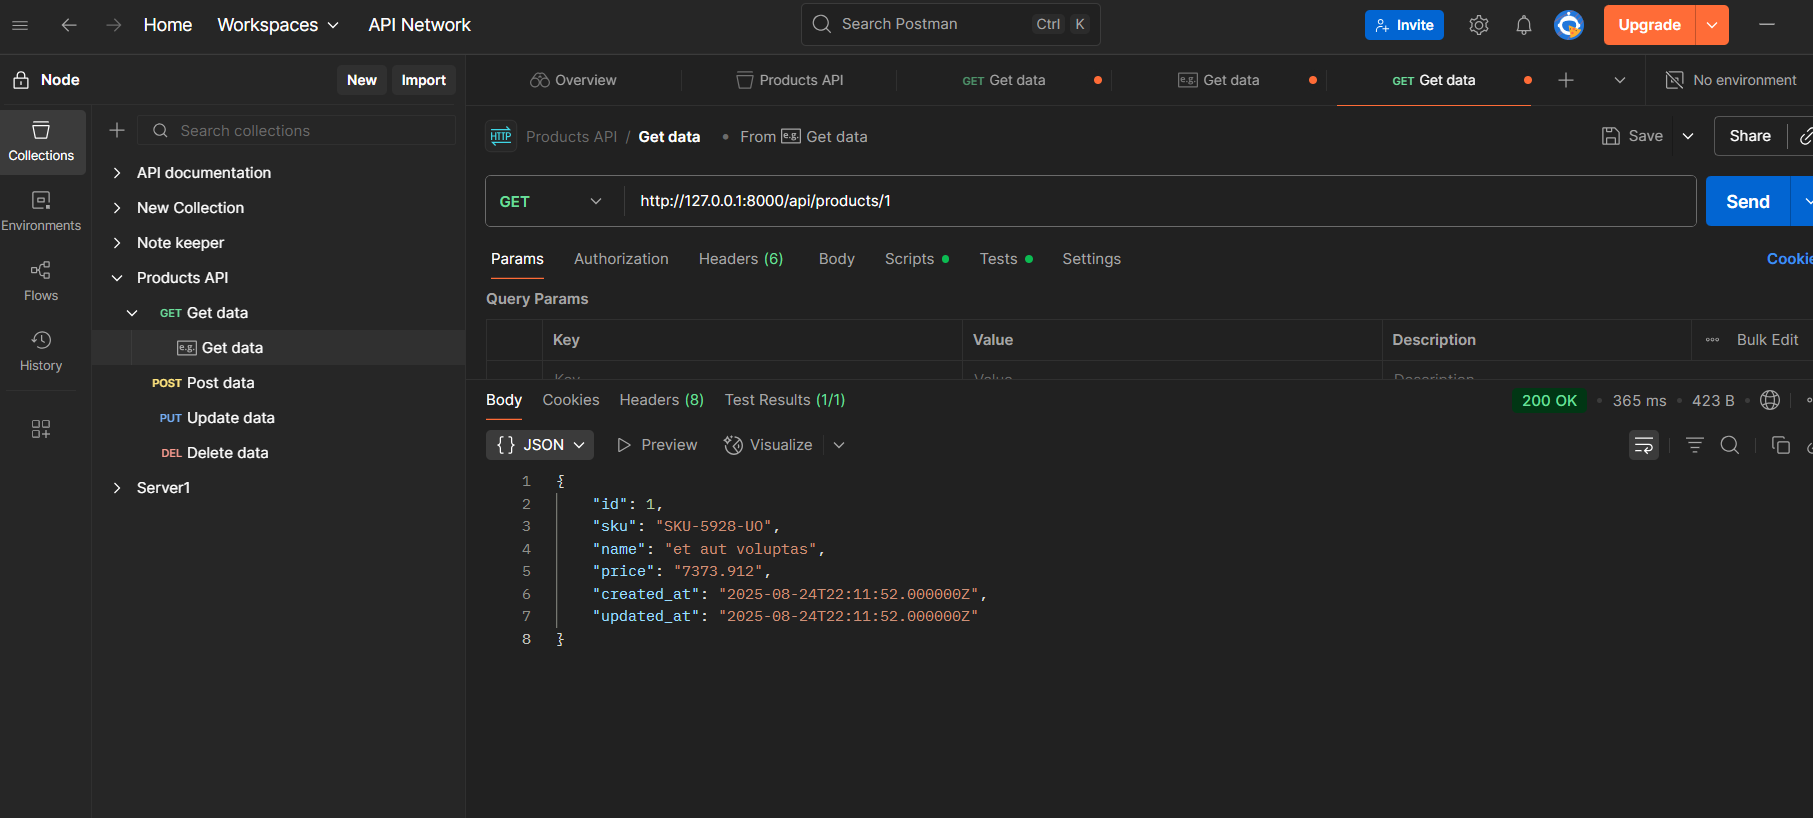 Home Workspaces API Network Search Postman Ctrl K Invite Upgrade
Node New Import
Overview Products API GET Get data e.g. Get data GET Get data No environment
Collections
Environments
Flows
History
Search collections
API documentation
New Collection
Note keeper
Products API
GET Get data
e.g. Get data
POST Post data
PUT Update data
DEL Delete data
Server1
HTTP Products API / Get data • From e.g. Get data Save Share
GET http://127.0.0.1:8000/api/products/1 Send
Params Authorization Headers (6) Body Scripts Tests Settings Cookie
Query Params
Key Value Description Bulk Edit
Key Value Description
Body Cookies Headers (8) Test Results (1/1) 200 OK • 365 ms • 423 B
{} JSON Preview Visualize
1 {
2 "id": 1,
3 "sku": "SKU-5928-UO",
4 "name": "et aut voluptas",
5 "price": "7373.912",
6 "created_at": "2025-08-24T22:11:52.000000Z",
7 "updated_at": "2025-08-24T22:11:52.000000Z"
8 }